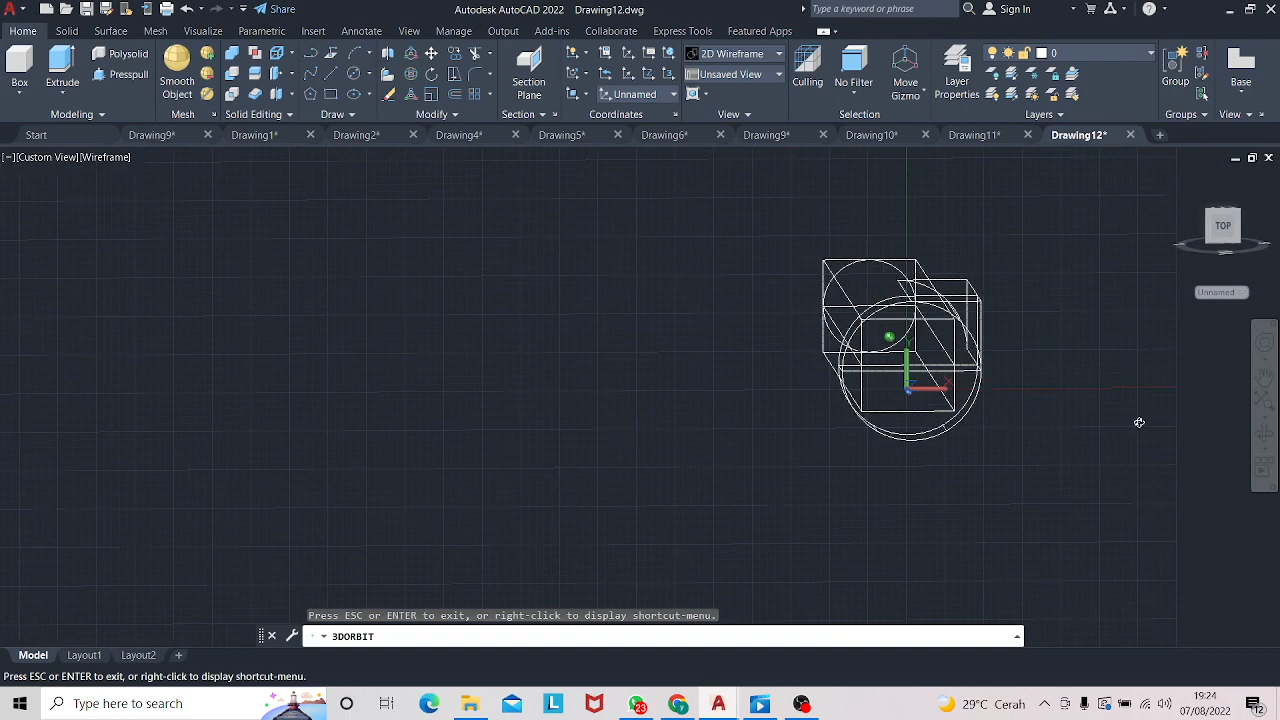 Share
Autodesk AutoCAD 2022 Drawing12.dwg
Type a keyword or phrase
Sign In
Home
Solid
Surface
Mesh
Visualize
Parametric
Insert
Annotate
View
Manage
Output
Add-ins
Collaborate
Express Tools
Featured Apps
Box
Extrude
Polysolid
Presspull
Smooth
Object
Section
Plane
2D Wireframe
Unsaved View
Unnamed
Culling
No Filter
Move
Gizmo
Layer
Properties
0
Group
Base
Modeling
Mesh
Solid Editing
Draw
Modify
Section
Coordinates
View
Selection
Layers
Groups
View
Start
Drawing9*
Drawing1*
Drawing2*
Drawing4*
Drawing5*
Drawing6*
Drawing9*
Drawing10*
Drawing11*
Drawing12*
[−][Custom View][Wireframe]
TOP
Unnamed
Y
X
Press ESC or ENTER to exit, or right-click to display shortcut-menu.
3DORBIT
Model
Layout1
Layout2
Press ESC or ENTER to exit, or right-click to display shortcut-menu.
Type here to search
23
29°
Cerah
19:24
07/08/2022
12